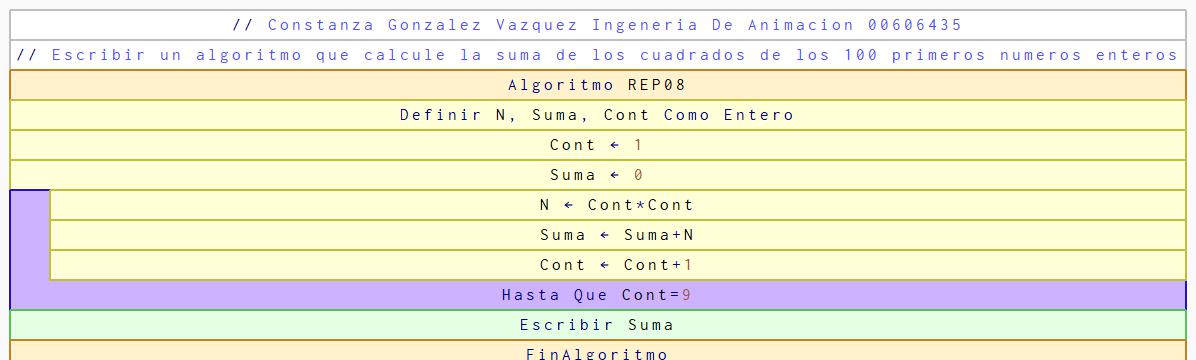 // Constanza Gonzalez Vazquez Ingeneria De Animacion 00606435
// Escribir un algoritmo que calcule la suma de los cuadrados de los 100 primeros numeros enteros
Algoritmo REP08
Definir N, Suma, Cont Como Entero
Cont ← 1
Suma ← 0
N ← Cont*Cont
Suma ← Suma+N
Cont ← Cont+1
Hasta Que Cont=9
Escribir Suma
FinAlgoritmo